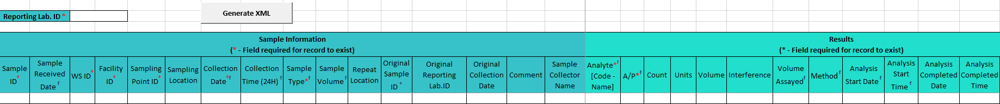 Generate XML
Reporting Lab. ID *
Sample Information
(* - Field required for record to exist)
Results
(* - Field required for record to exist)
Sample
ID*
Sample
Received
Date f
WS ID*
Facility
ID*
Sampling
Point ID*
Sampling
Location
Collection
Date*f
Collection
Time (24H) f
Sample
Type*f
Sample
Volume f
Repeat
Location
Original
Sample
ID +
Original
Reporting
Lab.ID
Original
Collection
Date
Comment
Sample
Collector
Name
Analyte*f
[Code -
Name]
A/P*f
Count
Units
Volume
Interference
Volume
Assayed f
Method f
Analysis
Start Date f
Analysis
Start
Time f
Analysis
Completed
Date
Analysis
Completed
Time